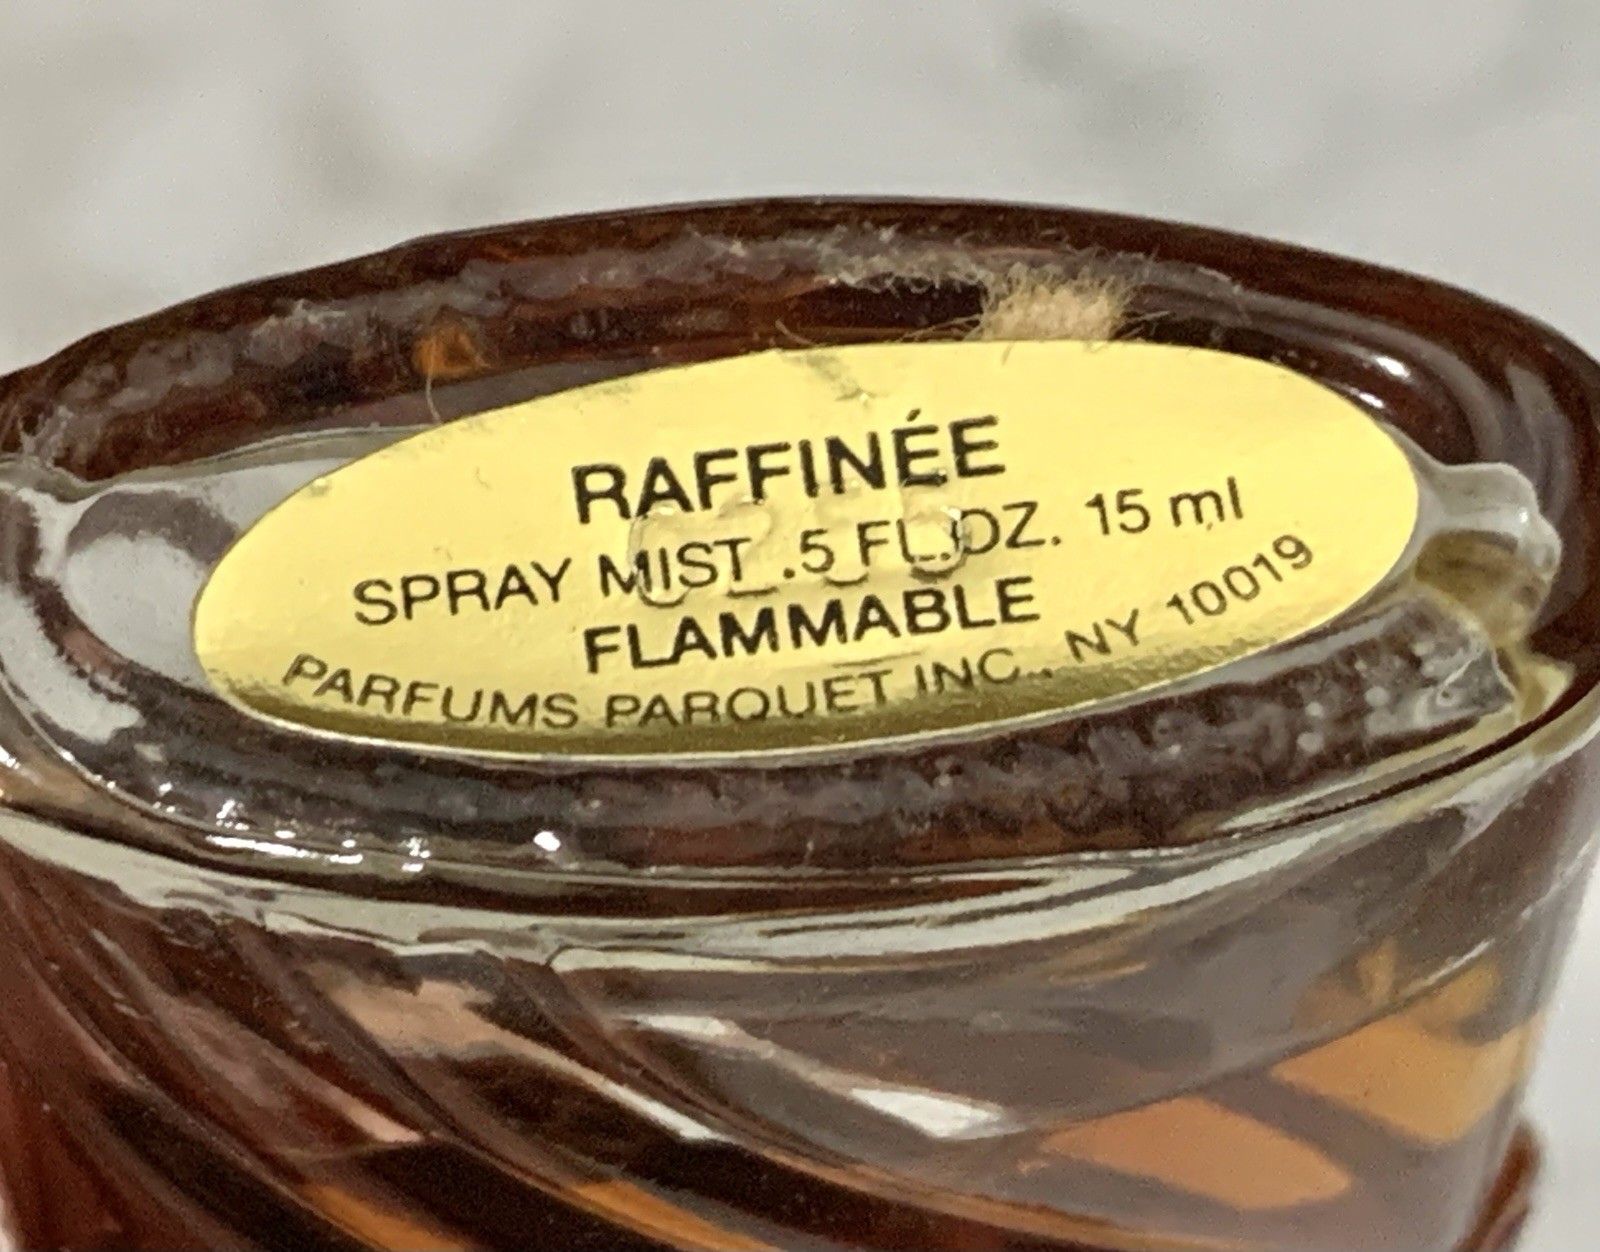 RAFFINÉE
SPRAY MIST .5 FL. OZ. 15 ml
FLAMMABLE
PARFUMS PARQUET INC., NY 10019